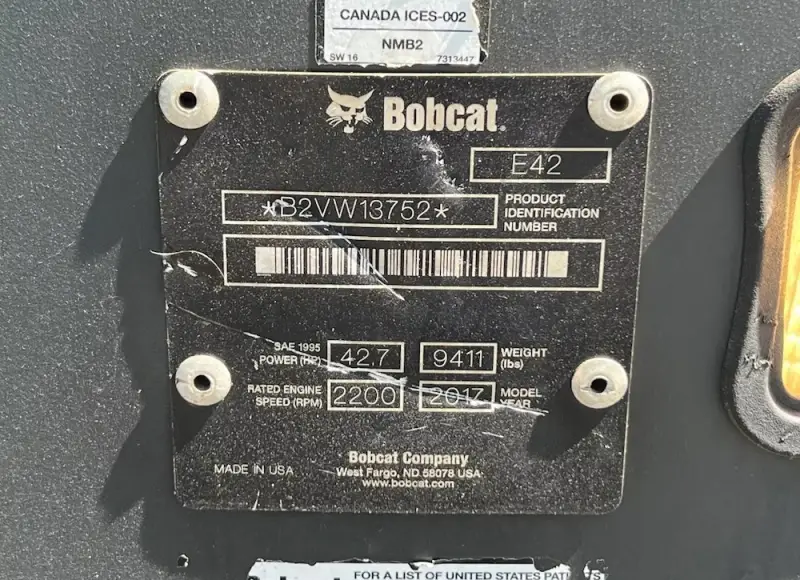 CANADA ICES-002
NMB2
SW 16 7313447
Bobcat®
E42
*B2VW13752*
PRODUCT
IDENTIFICATION
NUMBER
SAE 1995
POWER (HP) 42.7 9411 WEIGHT
(lbs)
RATED ENGINE
SPEED (RPM) 2200 2017 MODEL
YEAR
Bobcat Company
MADE IN USA West Fargo, ND 58078 USA
www.bobcat.com
FOR A LIST OF UNITED STATES PATENTS